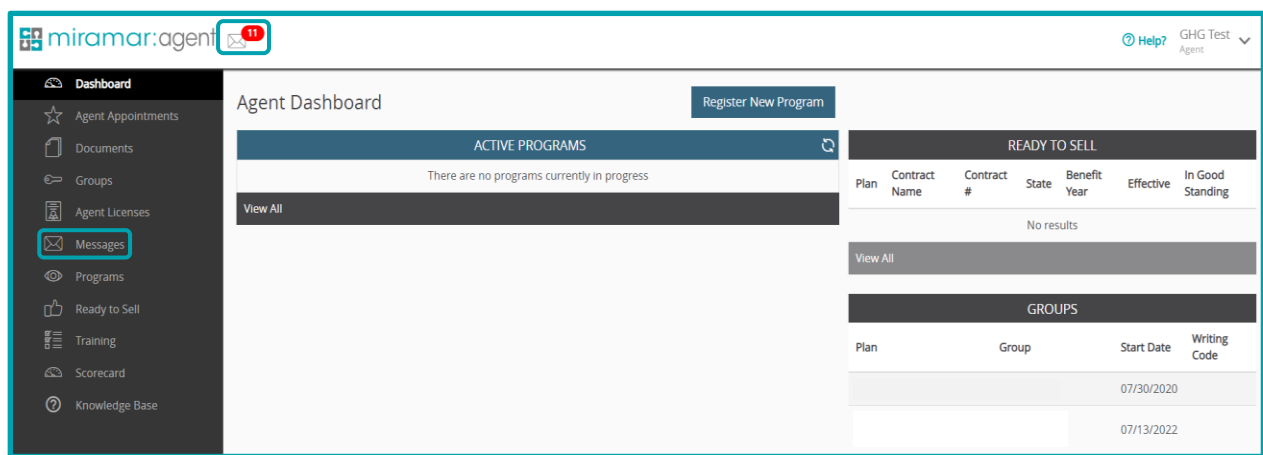 miramar:agent 11
Help? GHG Test
Agent
Dashboard
Agent Appointments
Documents
Groups
Agent Licenses
Messages
Programs
Ready to Sell
Training
Scorecard
Knowledge Base
Agent Dashboard
Register New Program
ACTIVE PROGRAMS
There are no programs currently in progress
View All
READY TO SELL
Plan Contract Name Contract # State Benefit Year Effective In Good Standing
No results
View All
GROUPS
Plan Group Start Date Writing Code
07/30/2020
07/13/2022